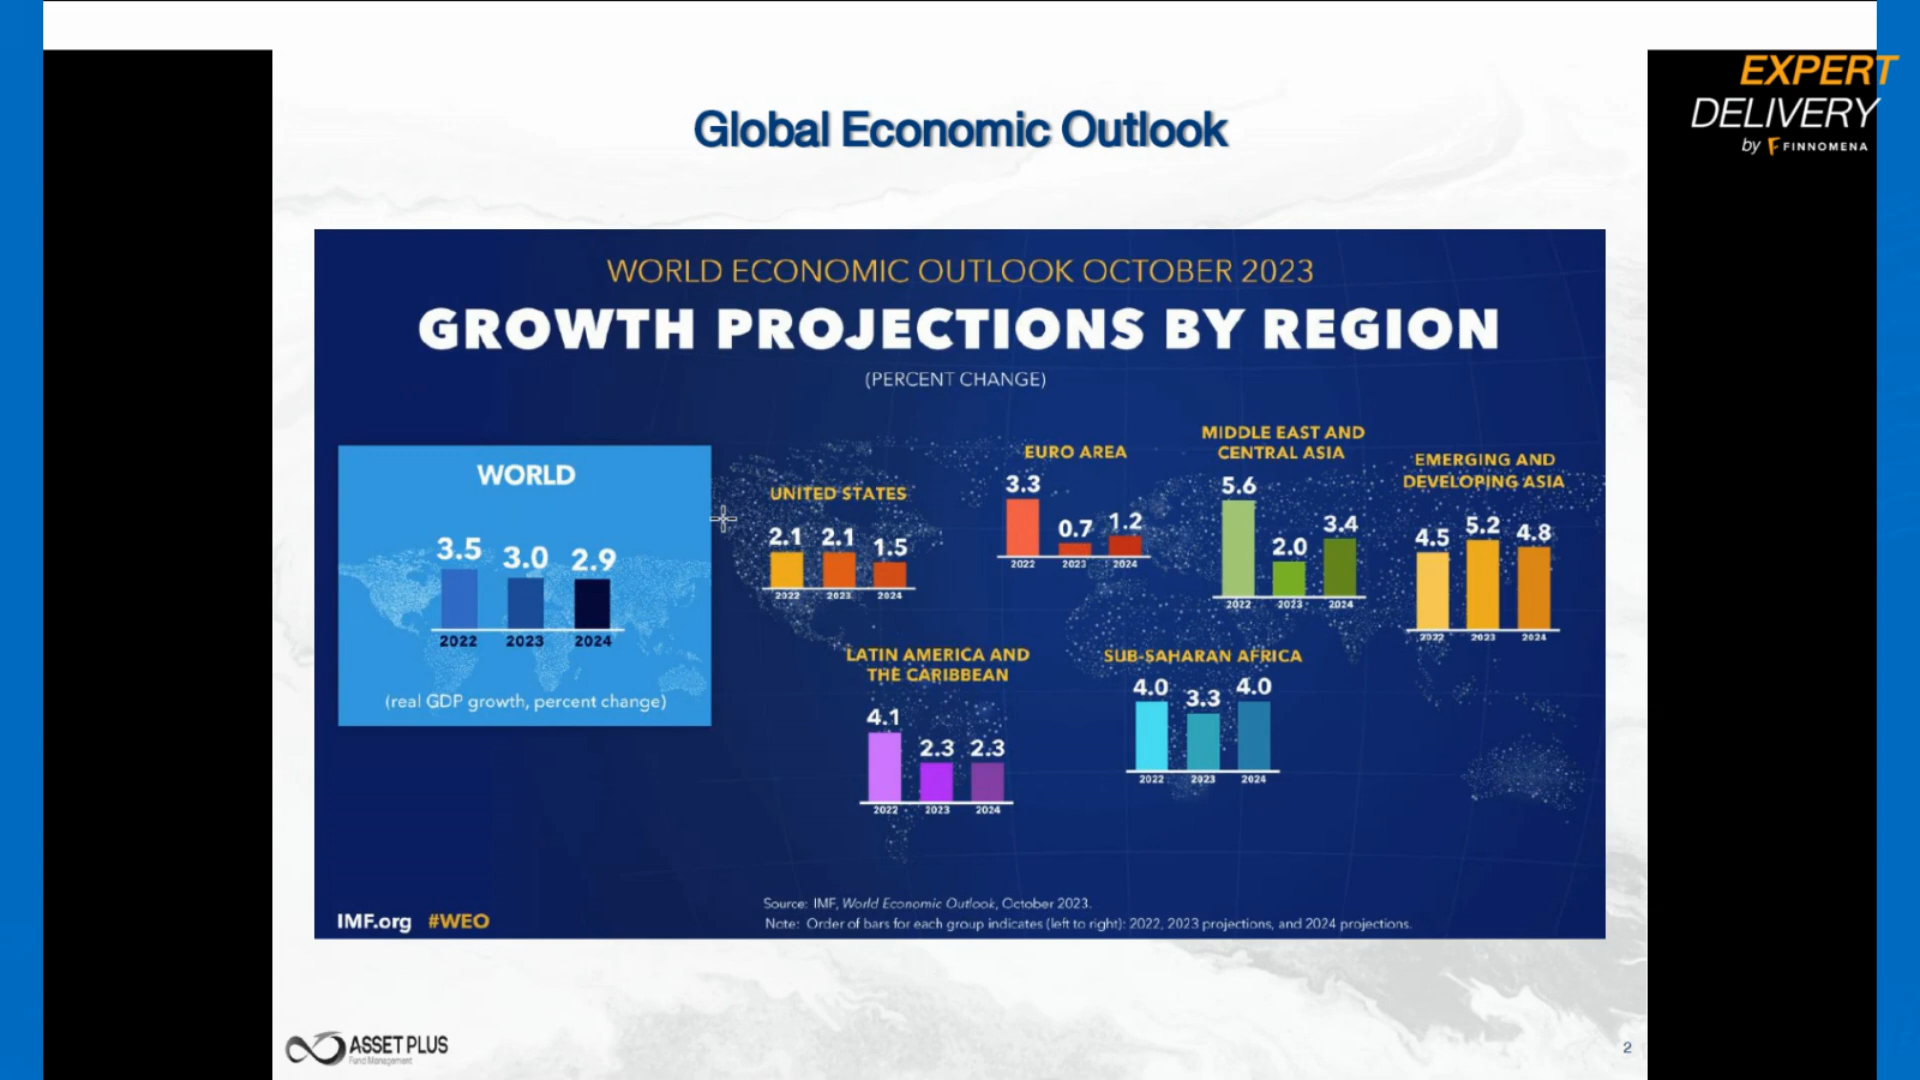 EXPERT
DELIVERY
by FINNOMENA
Global Economic Outlook
WORLD ECONOMIC OUTLOOK OCTOBER 2023
GROWTH PROJECTIONS BY REGION
(PERCENT CHANGE)
WORLD
3.5 3.0 2.9
2022 2023 2024
(real GDP growth, percent change)
UNITED STATES
2.1 2.1 1.5
2022 2023 2024
EURO AREA
3.3 0.7 1.2
2022 2023 2024
MIDDLE EAST AND
CENTRAL ASIA
5.6 2.0 3.4
2022 2023 2024
EMERGING AND
DEVELOPING ASIA
4.5 5.2 4.8
2022 2023 2024
LATIN AMERICA AND
THE CARIBBEAN
4.1 2.3 2.3
2022 2023 2024
SUB-SAHARAN AFRICA
4.0 3.3 4.0
2022 2023 2024
Source: IMF, World Economic Outlook, October 2023.
Note: Order of bars for each group indicates (left to right): 2022, 2023 projections, and 2024 projections.
IMF.org #WEO
ASSET PLUS
Fund Management
2